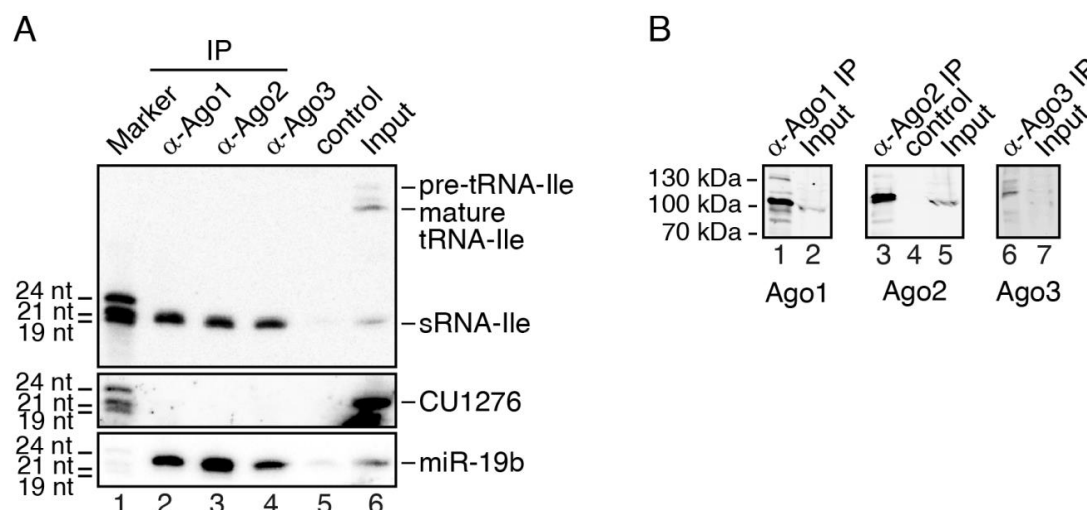 A
IP
Marker
α-Ago1
α-Ago2
α-Ago3
control
Input
pre-tRNA-Ile
mature
tRNA-Ile
24 nt
21 nt
19 nt
sRNA-Ile
24 nt
21 nt
19 nt
CU1276
24 nt
21 nt
19 nt
miR-19b
1 2 3 4 5 6
B
α-Ago1 IP
Input
α-Ago2 IP
control
Input
α-Ago3 IP
Input
130 kDa
100 kDa
70 kDa
1 2 3 4 5 6 7
Ago1 Ago2 Ago3